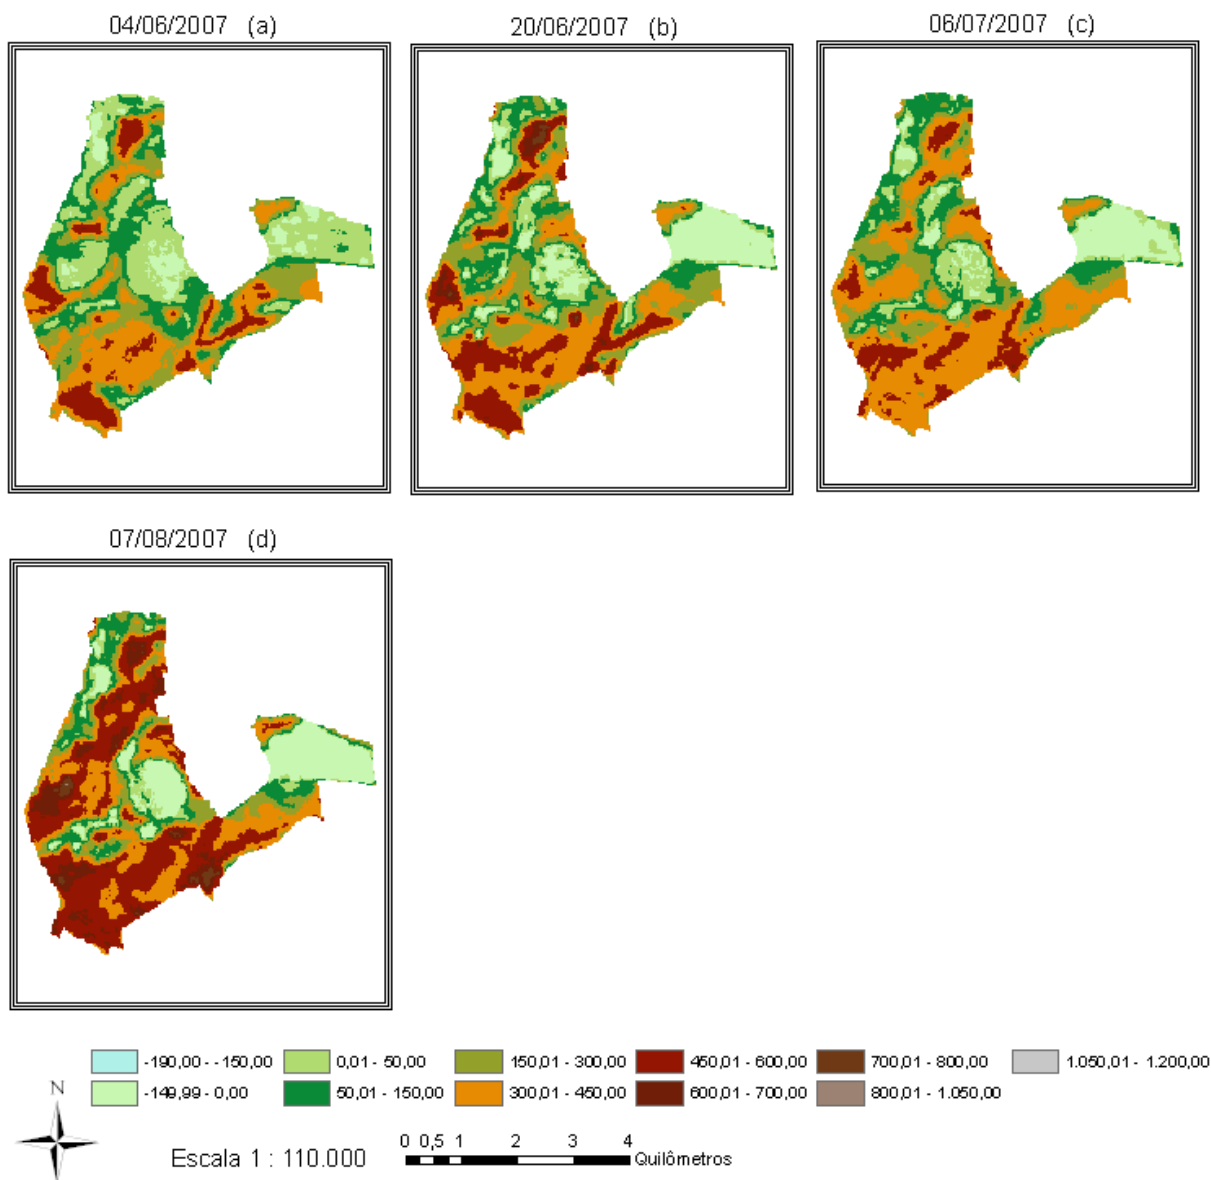 04/06/2007 (a)
20/06/2007 (b)
06/07/2007 (c)
07/08/2007 (d)
-190,00 - -150,00
0,01 - 50,00
150,01 - 300,00
450,01 - 600,00
700,01 - 800,00
1.050,01 - 1.200,00
-149,99 - 0,00
50,01 - 150,00
300,01 - 450,00
600,01 - 700,00
800,01 - 1.050,00
N
Escala 1 : 110.000
0 0,5 1 2 3 4
Quilômetros